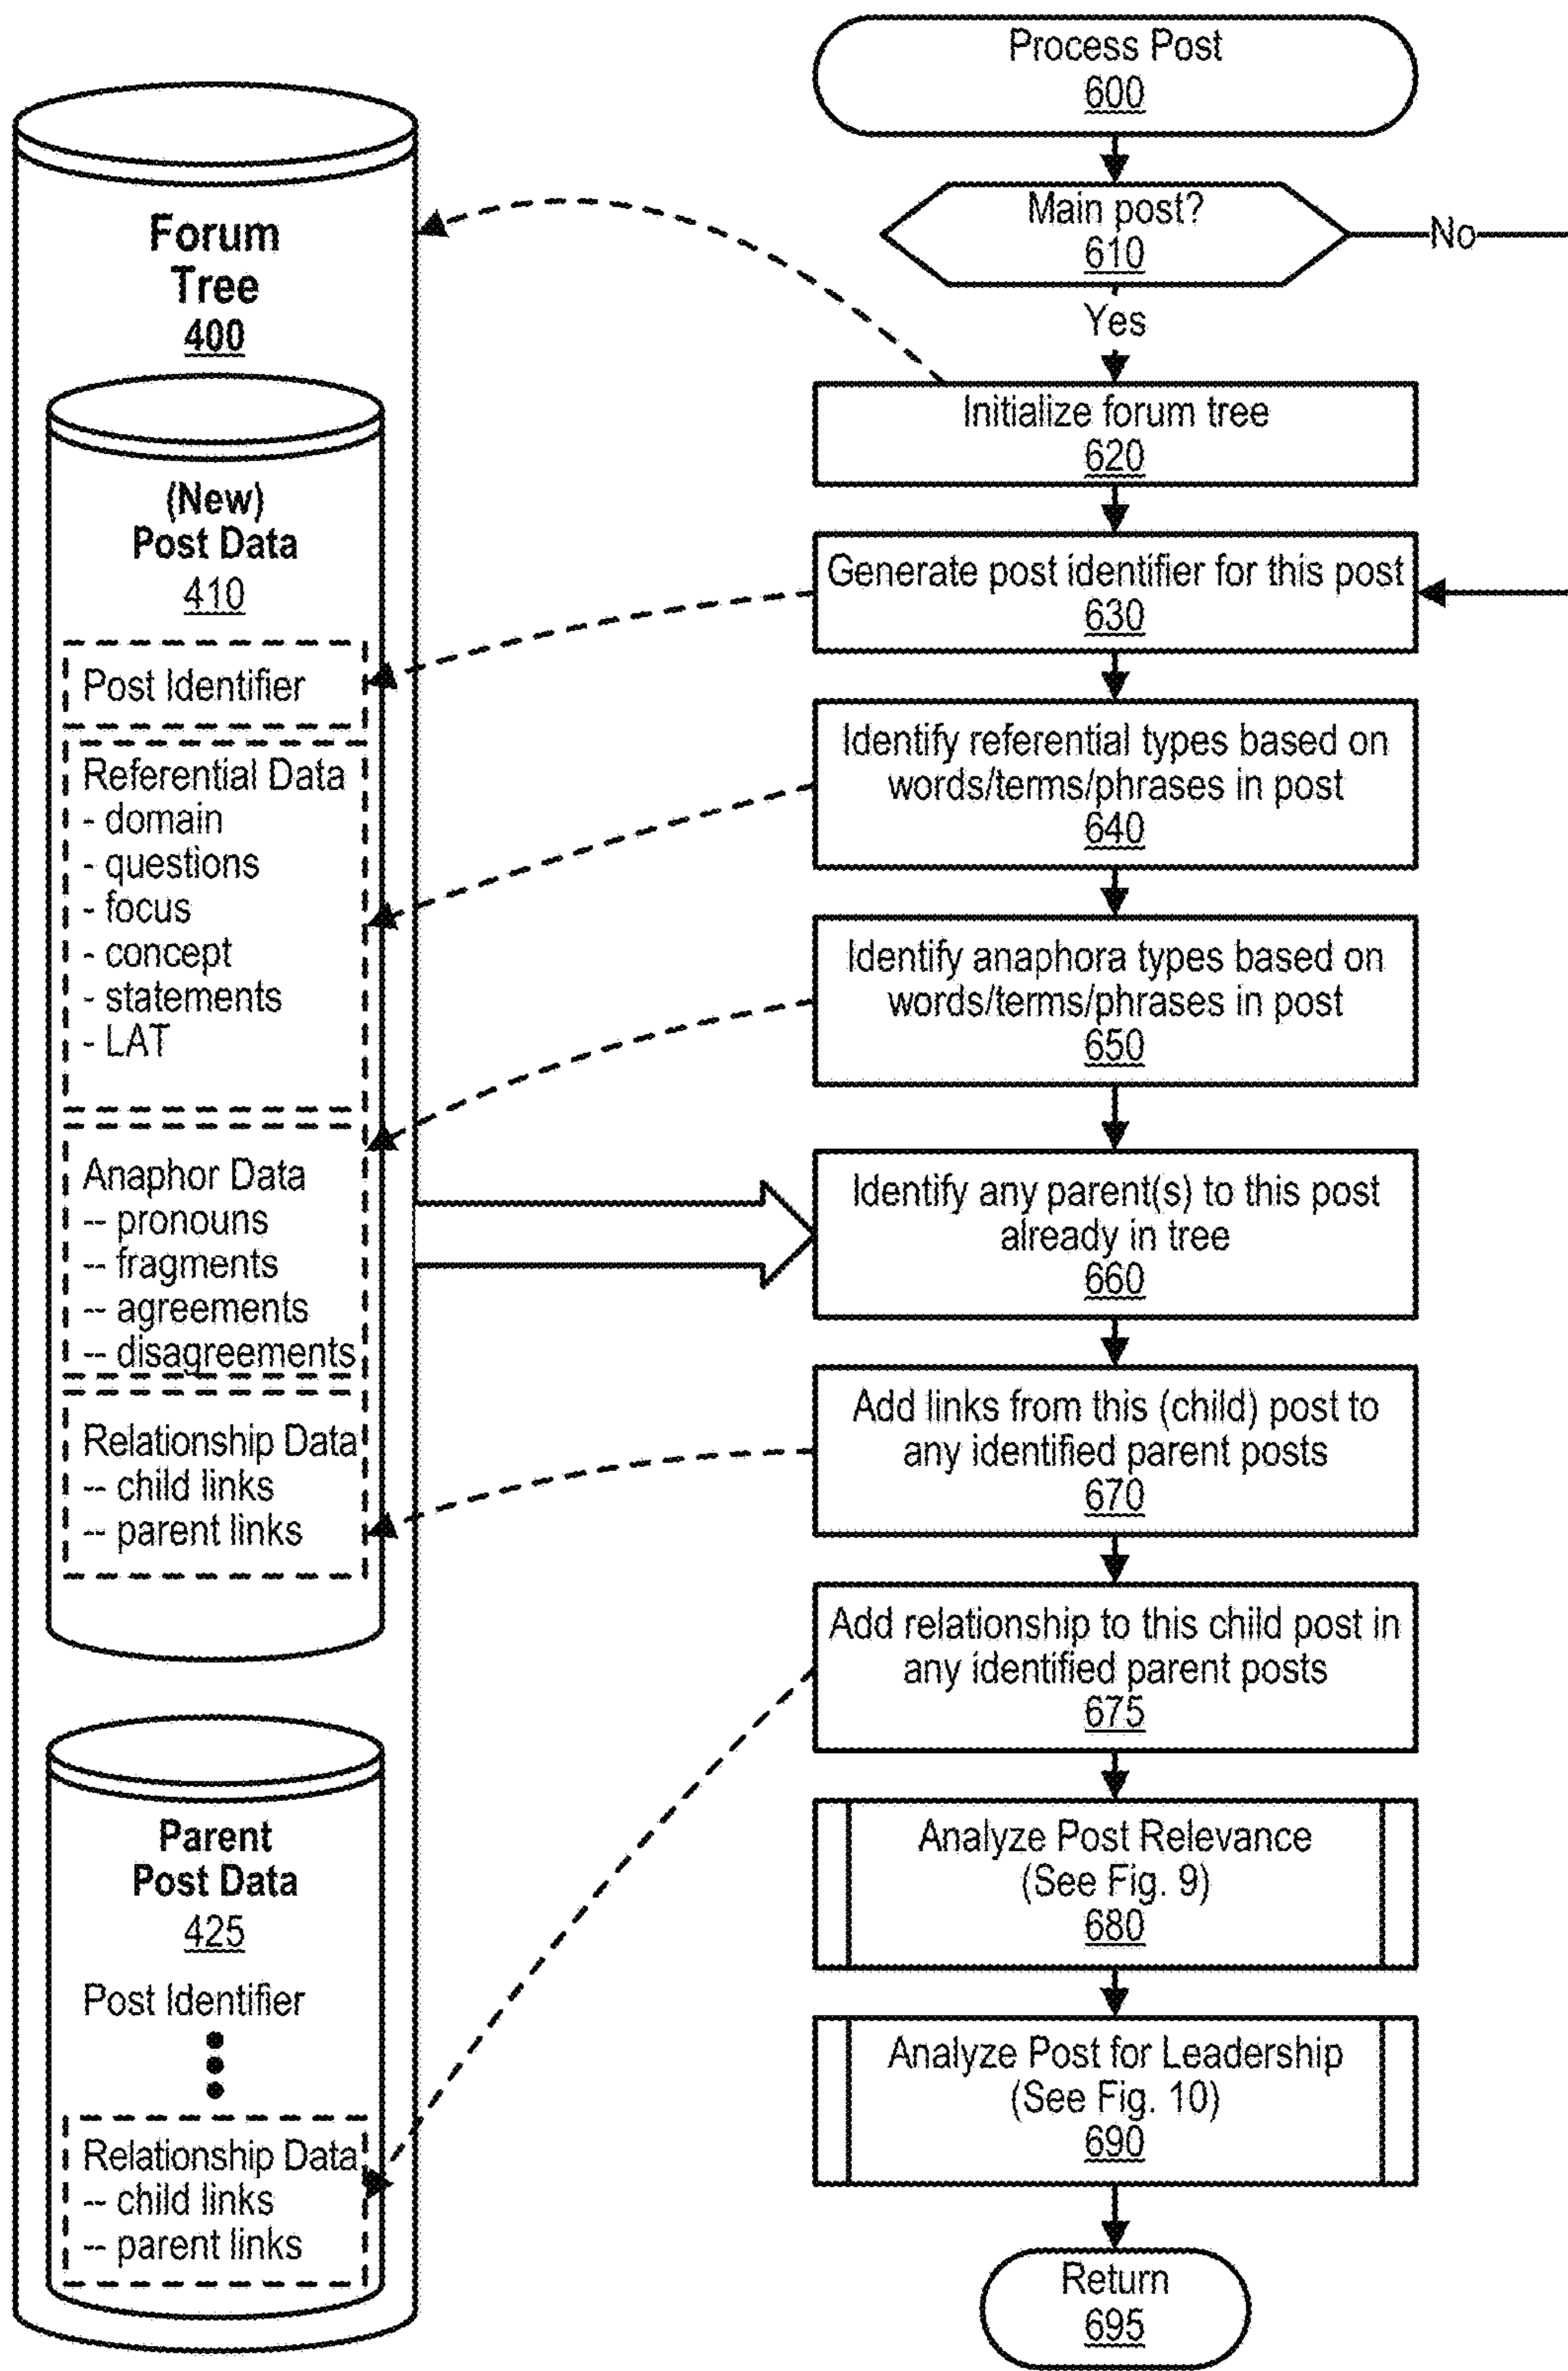 Process Post
600
Main post?
610
No
Yes
Initialize forum tree
620
Generate post identifier for this post
630
Identify referential types based on
words/terms/phrases in post
640
Identify anaphora types based on
words/terms/phrases in post
650
Identify any parent(s) to this post
already in tree
660
Add links from this (child) post to
any identified parent posts
670
Add relationship to this child post in
any identified parent posts
675
Analyze Post Relevance
(See Fig. 9)
680
Analyze Post for Leadership
(See Fig. 10)
690
Return
695
Forum
Tree
400
(New)
Post Data
410
Post Identifier
Referential Data
- domain
- questions
- focus
- concept
- statements
- LAT
Anaphor Data
-- pronouns
-- fragments
-- agreements
-- disagreements
Relationship Data
-- child links
-- parent links
Parent
Post Data
425
Post Identifier
Relationship Data
-- child links
-- parent links